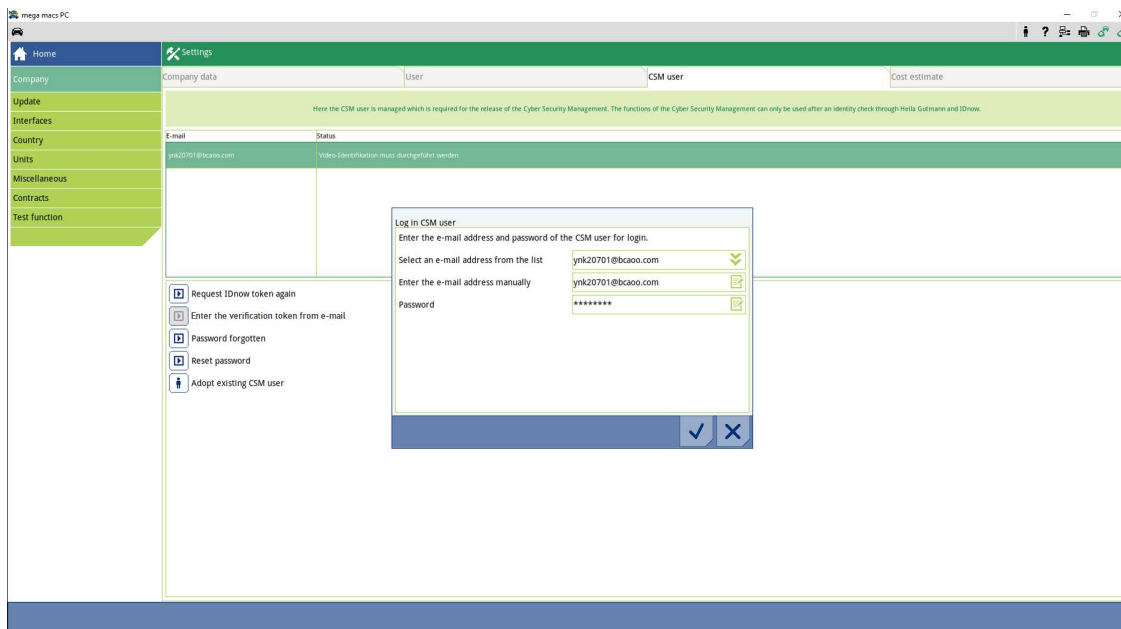 mega macs PC
Home
Settings
Company
Company data
User
CSM user
Cost estimate
Update
Interfaces
Country
Units
Miscellaneous
Contracts
Test function
Here the CSM user is managed which is required for the release of the Cyber Security Management. The functions of the Cyber Security Management can only be used after an identity check through Hella Gutmann and IDnow.
E-mail
Status
ynk20701@bcaoo.com
Video-Identifikation muss durchgeführt werden
Log in CSM user
Enter the e-mail address and password of the CSM user for login.
Select an e-mail address from the list
ynk20701@bcaoo.com
Enter the e-mail address manually
ynk20701@bcaoo.com
Password
********
Request IDnow token again
Enter the verification token from e-mail
Password forgotten
Reset password
Adopt existing CSM user